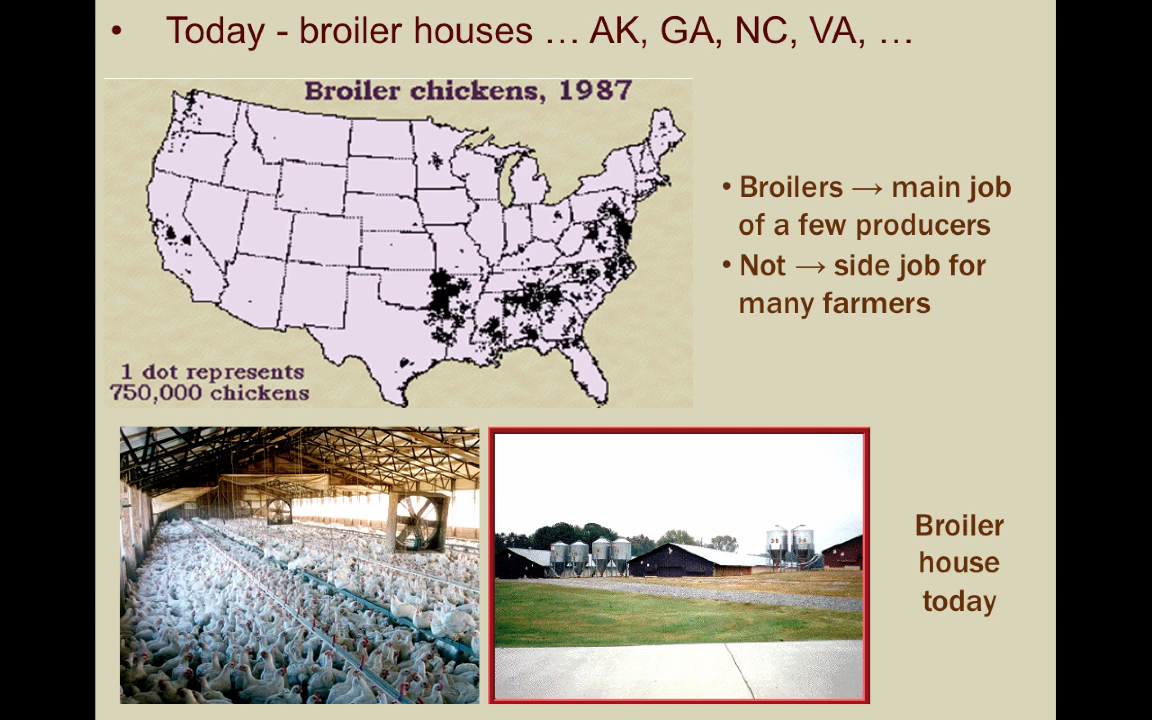 • Today - broiler houses … AK, GA, NC, VA, …
Broiler chickens, 1987
1 dot represents
750,000 chickens
• Broilers → main job
of a few producers
• Not → side job for
many farmers
Broiler
house
today